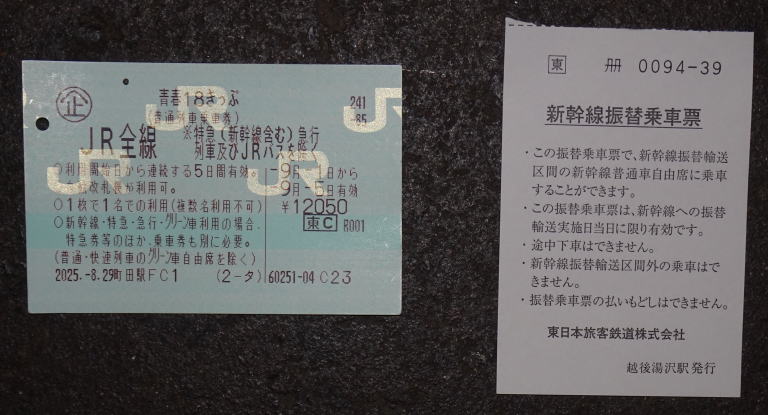 企
青春18きっぷ
(普通列車乗車券)
241
-85
JR全線
※特急(新幹線含む)急行
列車及びJRバスを除く
○利用開始日から連続する5日間有効。
-9月-1日から
自動改札機が利用可。
9月-5日有効
○1枚で1名での利用(複数名利用不可)
¥12050
○新幹線・特急・急行・グリーン車利用の場合、
東C R001
特急券等のほか、乗車券も別に必要。
(普通・快速列車のグリーン車自由席を除く)
2025.-8.29町田駅FC1 (2-タ) 60251-04 C23
東 冊 0094-39
新幹線振替乗車票
・この振替乗車票で、新幹線振替輸送
区間の新幹線普通車自由席に乗車
することができます。
・この振替乗車票は、新幹線への振替
輸送実施日当日に限り有効です。
・途中下車はできません。
・新幹線振替輸送区間外の乗車はで
きません。
・振替乗車票の払いもどしはできません。
東日本旅客鉄道株式会社
越後湯沢駅発行